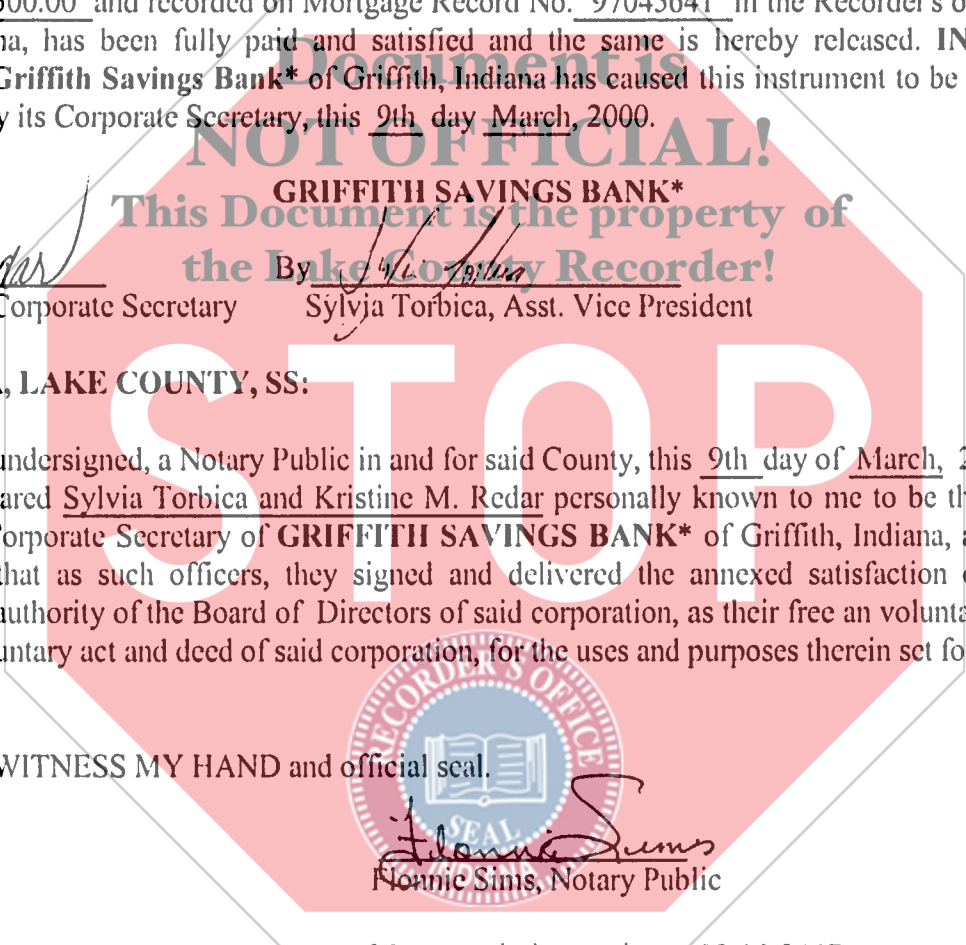 500.00 and recorded on Mortgage Record No. 97043641 in the Recorder's o
na, has been fully paid and satisfied and the same is hereby released. IN
Document is
Griffith Savings Bank* of Griffith, Indiana has caused this instrument to be
y its Corporate Secretary, this 9th day March, 2000.
NOT OFFICIAL!
GRIFFITH SAVINGS BANK*
This Document is the property of
the Lake County Recorder!
By
Corporate Secretary Sylvia Torbica, Asst. Vice President
STOP
, LAKE COUNTY, SS:
undersigned, a Notary Public in and for said County, this 9th day of March, 2
ared Sylvia Torbica and Kristine M. Redar personally known to me to be th
Corporate Secretary of GRIFFITH SAVINGS BANK* of Griffith, Indiana, a
that as such officers, they signed and delivered the annexed satisfaction
authority of the Board of Directors of said corporation, as their free an volunta
untary act and deed of said corporation, for the uses and purposes therein set fo
RECORDER'S OFFICE
WITNESS MY HAND and official seal.
SEAL
INDIANA
Flonnie Sims
Flonnie Sims, Notary Public